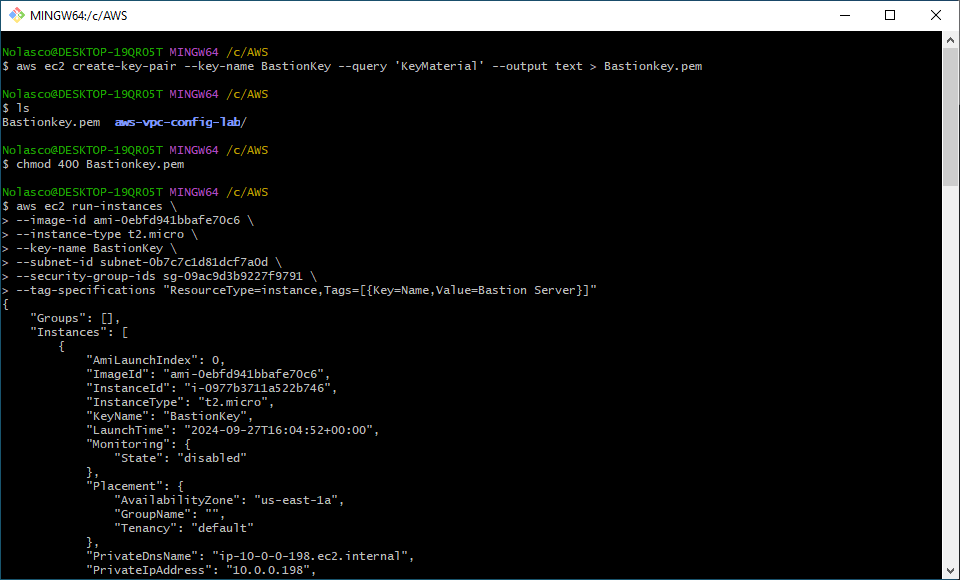 MINGW64:/c/AWS
Nolasco@DESKTOP-19QRO5T MINGW64 /c/AWS
$ aws ec2 create-key-pair --key-name BastionKey --query 'KeyMaterial' --output text > Bastionkey.pem
Nolasco@DESKTOP-19QRO5T MINGW64 /c/AWS
$ ls
Bastionkey.pem  aws-vpc-config-lab/
Nolasco@DESKTOP-19QRO5T MINGW64 /c/AWS
$ chmod 400 Bastionkey.pem
Nolasco@DESKTOP-19QRO5T MINGW64 /c/AWS
$ aws ec2 run-instances \
> --image-id ami-0ebfd941bbafe70c6 \
> --instance-type t2.micro \
> --key-name BastionKey \
> --subnet-id subnet-0b7c7c1d81dcf7a0d \
> --security-group-ids sg-09ac9d3b9227f9791 \
> --tag-specifications "ResourceType=instance,Tags=[{Key=Name,Value=Bastion Server}]"
{
    "Groups": [],
    "Instances": [
        {
            "AmiLaunchIndex": 0,
            "ImageId": "ami-0ebfd941bbafe70c6",
            "InstanceId": "i-0977b3711a522b746",
            "InstanceType": "t2.micro",
            "KeyName": "BastionKey",
            "LaunchTime": "2024-09-27T16:04:52+00:00",
            "Monitoring": {
                "State": "disabled"
            },
            "Placement": {
                "AvailabilityZone": "us-east-1a",
                "GroupName": "",
                "Tenancy": "default"
            },
            "PrivateDnsName": "ip-10-0-0-198.ec2.internal",
            "PrivateIpAddress": "10.0.0.198",